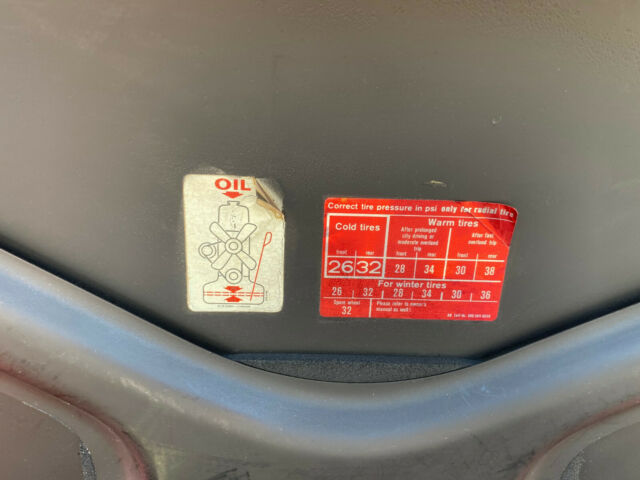 OIL
Correct tire pressure in psi only for radial tires
Cold tires Warm tires
After prolonged city driving or moderate overland trip After fast overland trip
front rear front rear front rear
26 32 28 34 30 38
For winter tires
26 32 28 34 30 36
Spare wheel 32 Please refer to owner's manual as well!